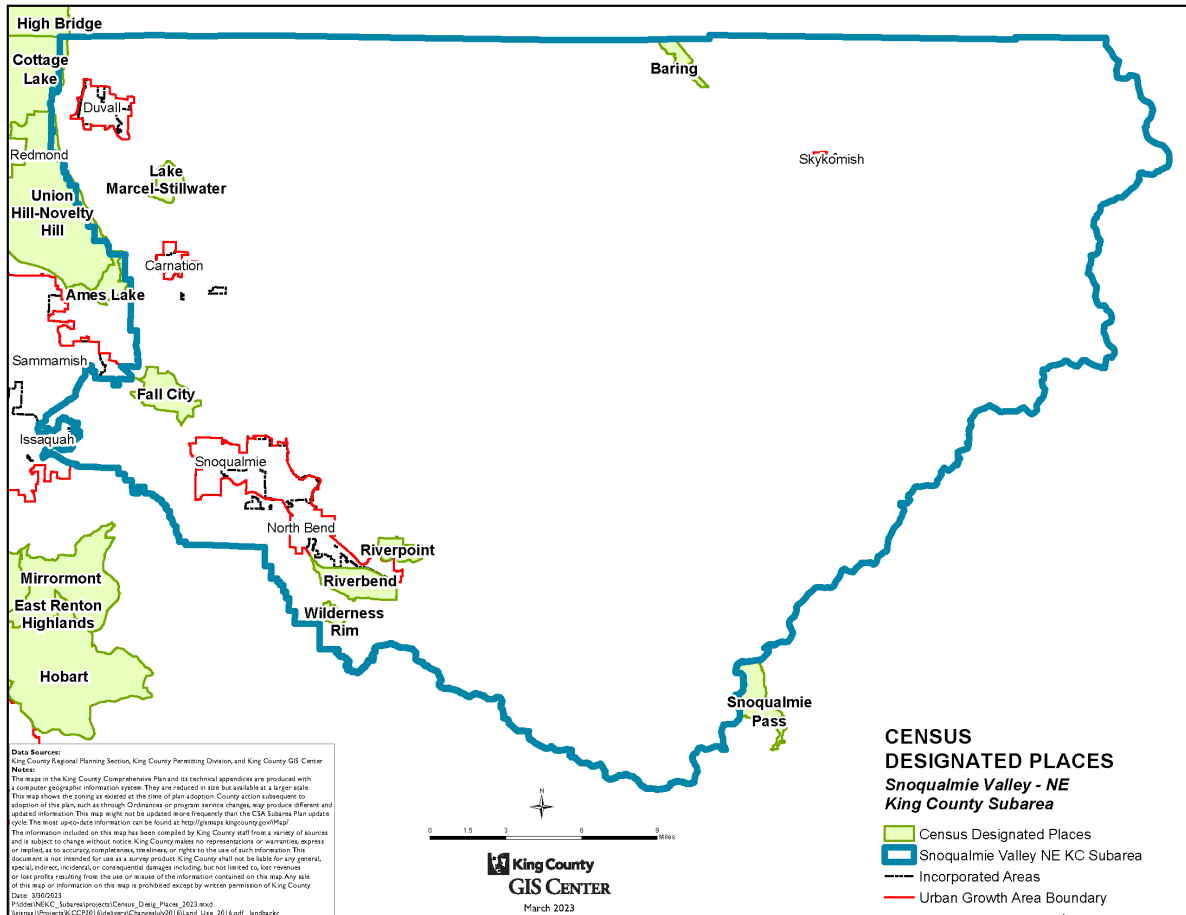 High Bridge
Cottage
Lake
Duvall
Baring
Redmond
Skykomish
Lake
Marcel-Stillwater
Union
Hill-Novelty
Hill
Carnation
Ames Lake
Sammamish
Fall City
Issaquah
Snoqualmie
North Bend
Riverpoint
Riverbend
Mirrormont
East Renton
Highlands
Wilderness
Rim
Hobart
Snoqualmie
Pass
CENSUS
DESIGNATED PLACES
Snoqualmie Valley - NE
King County Subarea
Census Designated Places
Snoqualmie Valley NE KC Subarea
Incorporated Areas
Urban Growth Area Boundary
N
0 1.5 3 6 9
Miles
King County
GIS CENTER
March 2023
Data Sources:
King County Regional Planning Section, King County Permitting Division, and King County GIS Center
Notes:
The maps in the King County Comprehensive Plan and its technical appendices are produced with
a computer geographic information system. They are reduced in size but available at a larger scale.
This map shows the zoning as existed at the time of plan adoption. County action subsequent to
adoption of this plan, such as through Ordinances or program service changes, may produce different and
updated information. This map might not be updated more frequently than the CSA Subarea Plan update
cycle. The most up-to-date information can be found at http://gismaps.kingcounty.gov/iMap/
The information included on this map has been compiled by King County staff from a variety of sources
and is subject to change without notice. King County makes no representations or warranties, express
or implied, as to accuracy, completeness, timeliness, or rights to the use of such information. This
document is not intended for use as a survey product. King County shall not be liable for any general,
special, indirect, incidental, or consequential damages including, but not limited to, lost revenues
or lost profits resulting from the use or misuse of the information contained on this map. Any sale
of this map or information on this map is prohibited except by written permission of King County.
Date: 3/30/2023
P:\ddes\NEKC_Subarea\projects\Census_Desig_Places_2023.mxd